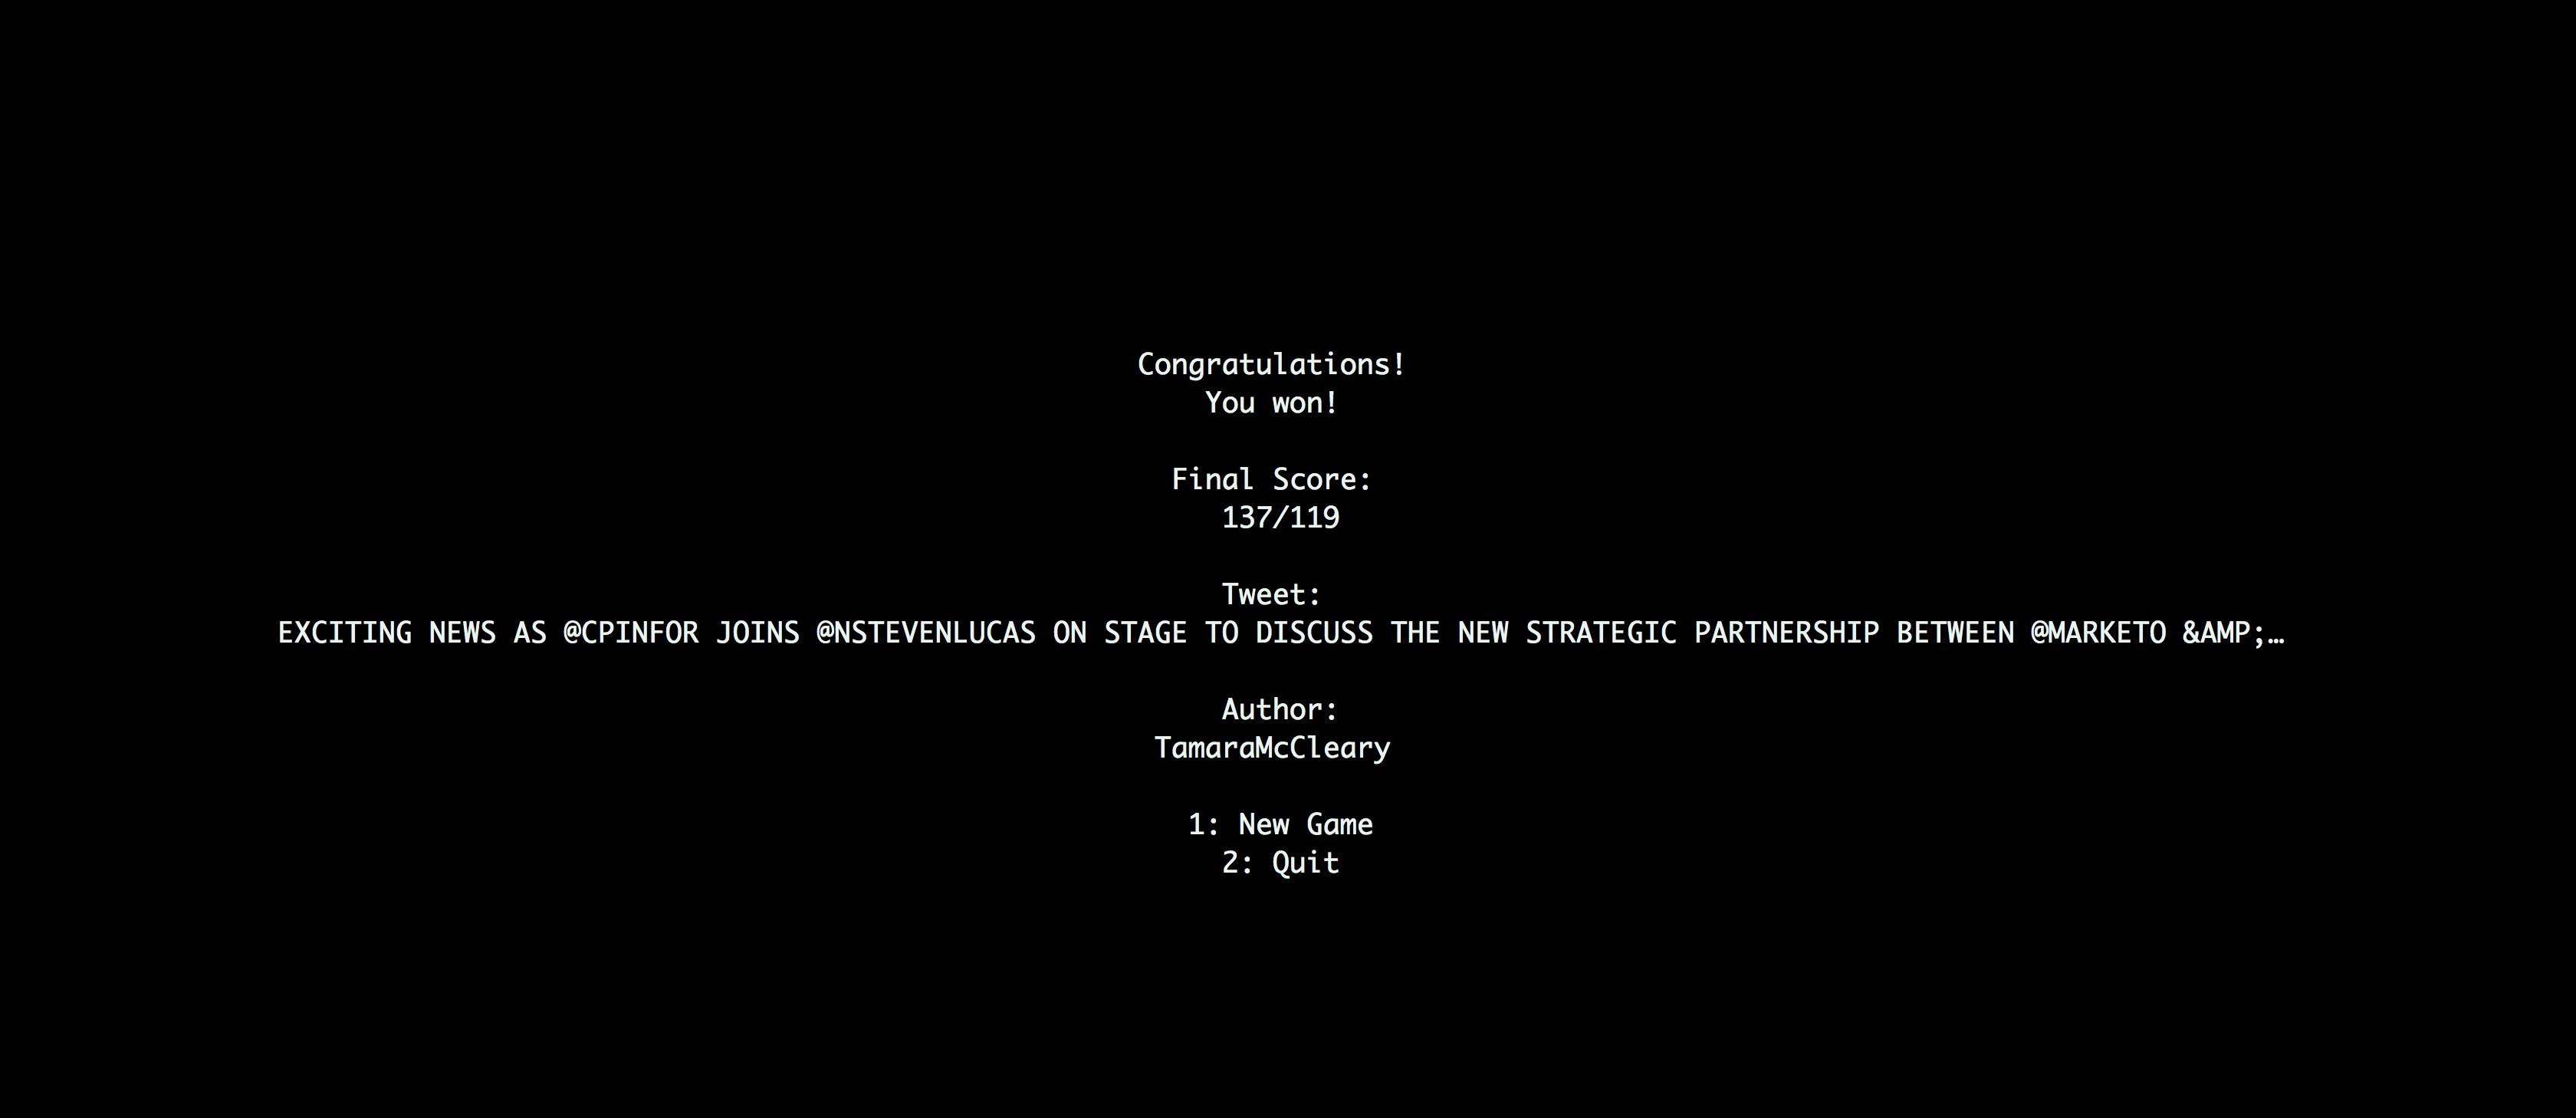 Congratulations!
You won!
Final Score:
137/119
Tweet:
EXCITING NEWS AS @CPINFOR JOINS @NSTEVENLUCAS ON STAGE TO DISCUSS THE NEW STRATEGIC PARTNERSHIP BETWEEN @MARKETO &AMP;…
Author:
TamaraMcCleary
1: New Game
2: Quit